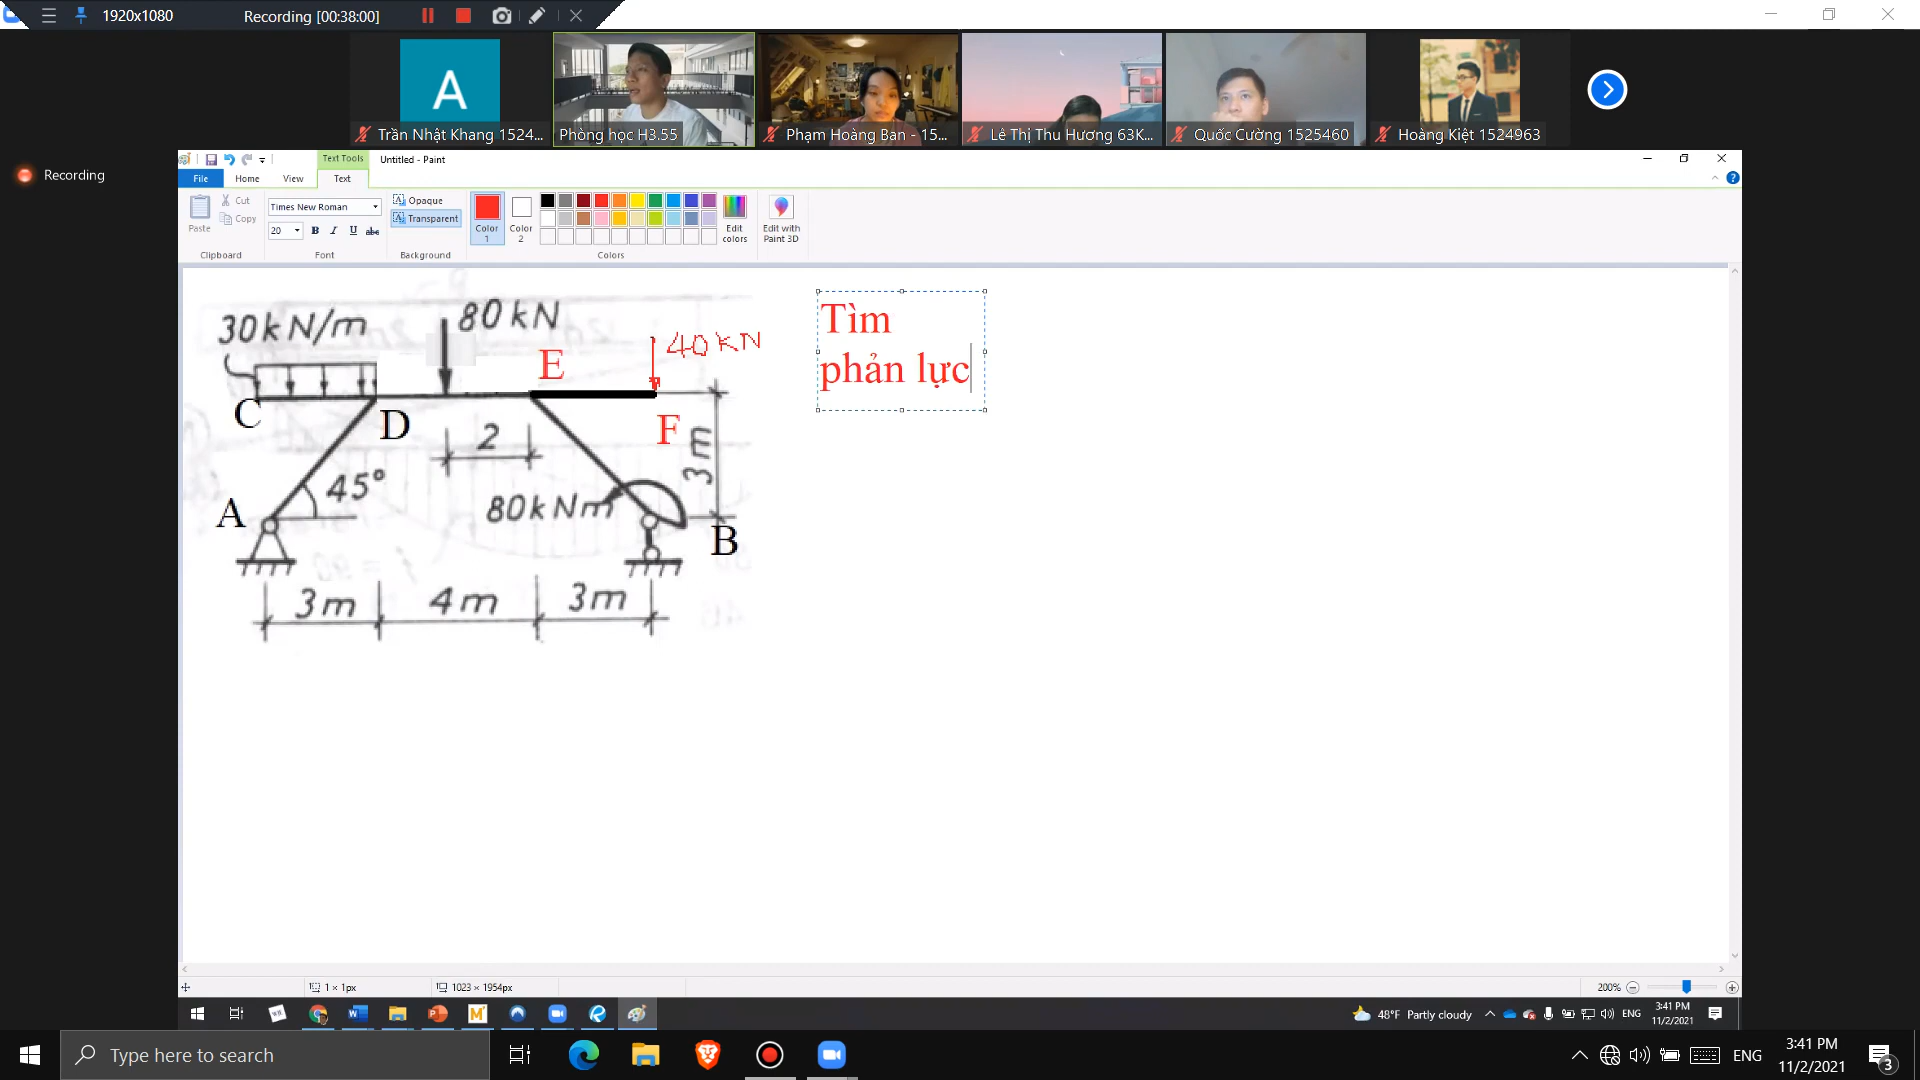 1920x1080
Recording [00:38:00]
A
Trần Nhật Khang 1524...
Phòng học H3.55
Phạm Hoàng Ban - 15...
Lê Thị Thu Hương 63K...
Quốc Cường 1525460
Hoàng Kiệt 1524963
Recording
Text Tools
Untitled - Paint
File
Home
View
Text
Paste
Cut
Copy
Clipboard
Times New Roman
20
B I U abc
Font
Opaque
Transparent
Background
Color 1
Color 2
Edit colors
Edit with Paint 3D
Colors
30kN/m
80kN
40KN
E
C
D
F
2
3m
45°
A
80kNm
B
3m
4m
3m
Tìm
phản lực
1 × 1px
1023 × 1954px
200%
48°F Partly cloudy
ENG
3:41 PM
11/2/2021
Type here to search
ENG
3:41 PM
11/2/2021
3